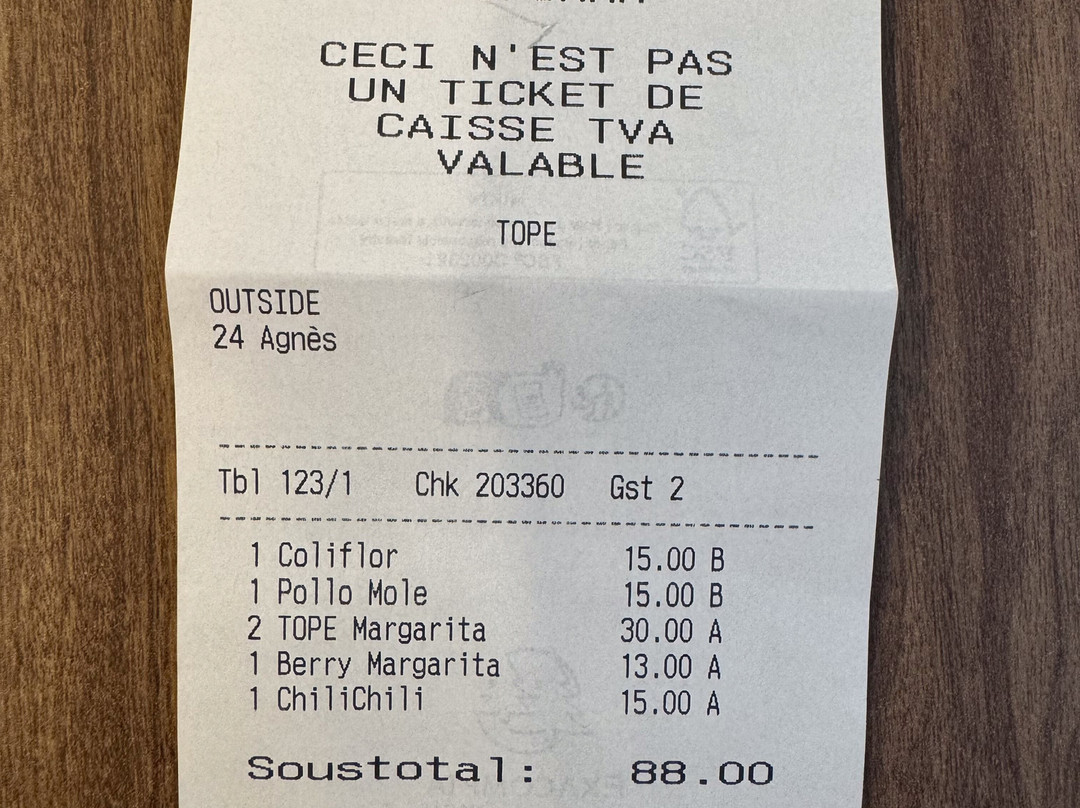 CECI N'EST PAS
UN TICKET DE
CAISSE TVA
VALABLE
TOPE
OUTSIDE
24 Agnès
Tbl 123/1 Chk 203360 Gst 2
1 Coliflor 15.00 B
1 Pollo Mole 15.00 B
2 TOPE Margarita 30.00 A
1 Berry Margarita 13.00 A
1 ChiliChili 15.00 A
Soustotal: 88.00